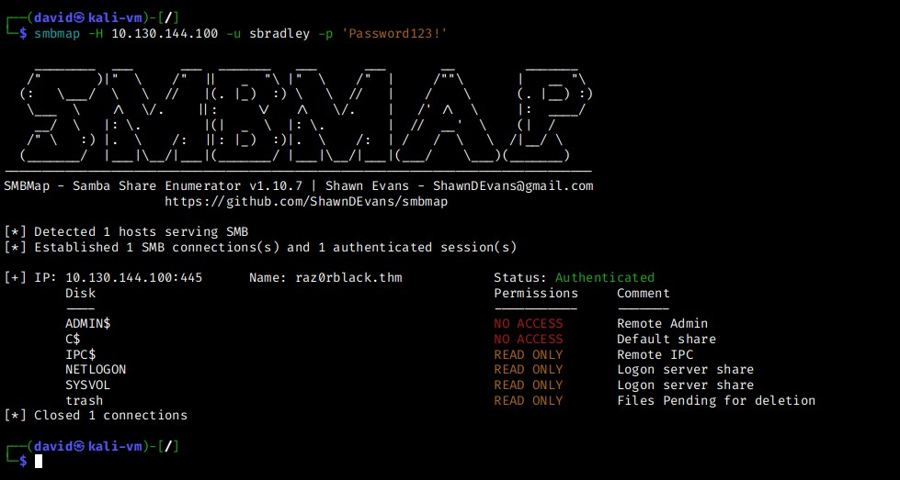 ┌──(david㉿kali-vm)-[/]
└─$ smbmap -H 10.130.144.100 -u sbradley -p 'Password123!'
SMBMAP
SMBMap - Samba Share Enumerator v1.10.7 | Shawn Evans - ShawnDEvans@gmail.com
https://github.com/ShawnDEvans/smbmap
[*] Detected 1 hosts serving SMB
[*] Established 1 SMB connections(s) and 1 authenticated session(s)
[+] IP: 10.130.144.100:445 Name: raz0rblack.thm Status: Authenticated
Disk Permissions Comment
---- ----------- -------
ADMIN$ NO ACCESS Remote Admin
C$ NO ACCESS Default share
IPC$ READ ONLY Remote IPC
NETLOGON READ ONLY Logon server share
SYSVOL READ ONLY Logon server share
trash READ ONLY Files Pending for deletion
[*] Closed 1 connections
┌──(david㉿kali-vm)-[/]
└─$